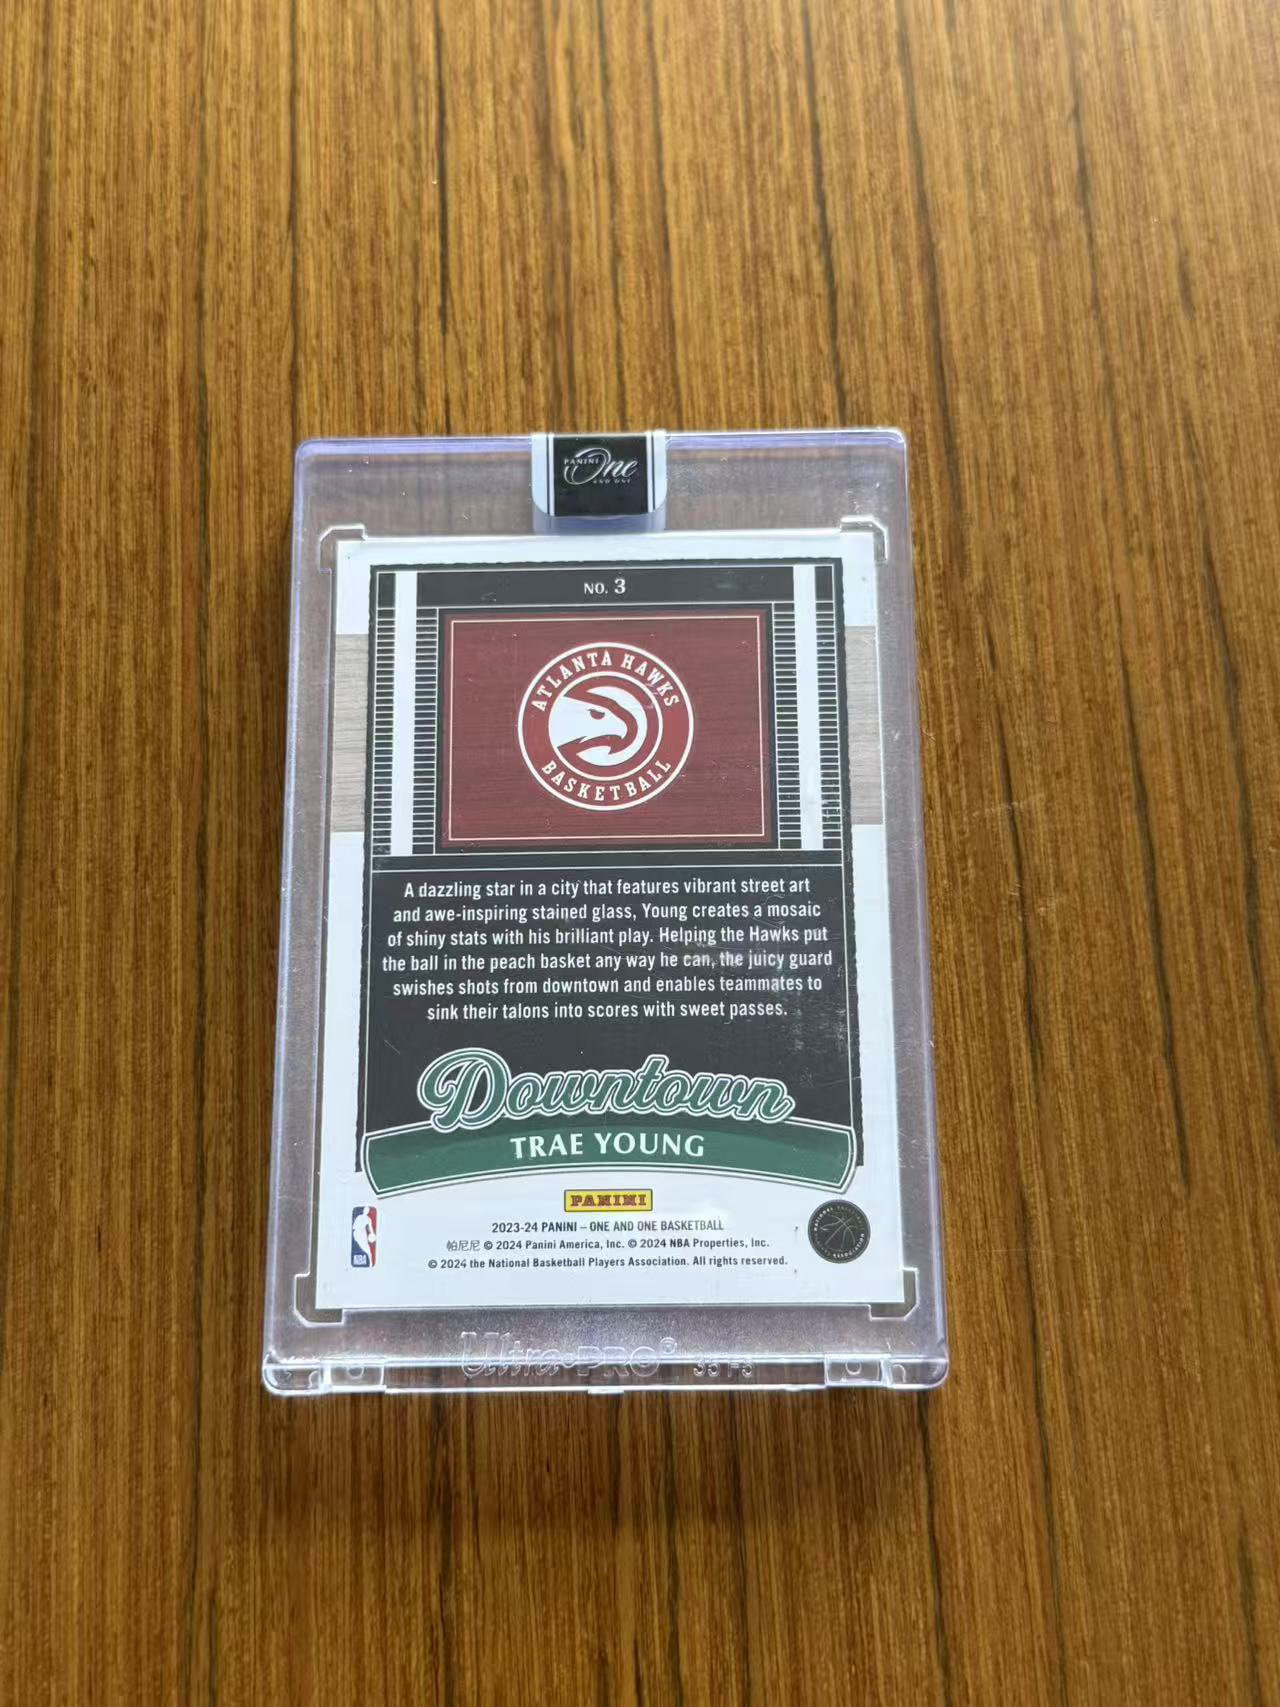 PANINI
One
AND ONE
NO. 3
ATLANTA HAWKS
BASKETBALL
A dazzling star in a city that features vibrant street art
and awe-inspiring stained glass, Young creates a mosaic
of shiny stats with his brilliant play. Helping the Hawks put
the ball in the peach basket any way he can, the juicy guard
swishes shots from downtown and enables teammates to
sink their talons into scores with sweet passes.
Downtown
TRAE YOUNG
PANINI
2023-24 PANINI – ONE AND ONE BASKETBALL
帕尼尼 © 2024 Panini America, Inc. © 2024 NBA Properties, Inc.
© 2024 the National Basketball Players Association. All rights reserved.
NBA
Ultra•PRO®